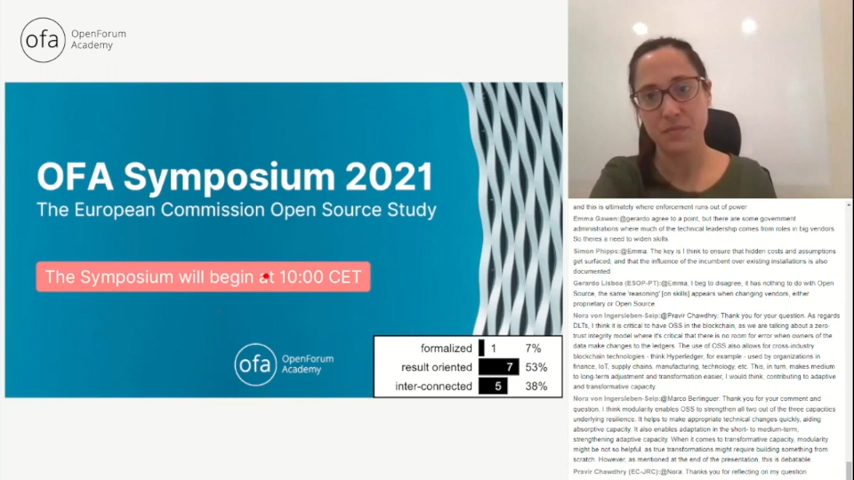 ofa
OpenForum
Academy
OFA Symposium 2021
The European Commission Open Source Study
The Symposium will begin at 10:00 CET
ofa
OpenForum
Academy
formalized 1 7%
result oriented 7 53%
inter-connected 5 38%
and this is ultimately where enforcement runs out of power
Emma Gawen:@gerardo agree to a point, but there are some government
administrations where much of the technical leadership comes from roles in big vendors.
So theres a need to widen skills
Simon Phipps:@Emma: The key is I think to ensure that hidden costs and assumptions
get surfaced, and that the influence of the incumbent over existing installations is also
documented
Gerardo Lisboa (ESOP-PT):@Emma, I beg to disagree, it has nothing to do with Open
Source, the same 'reasoning' [on skills] appears when changing vendors, either
proprietary or Open Source
Nora von Ingersleben-Seip:@Pravir Chawdhry: Thank you for your question. As regards
DLTs, I think it is critical to have OSS in the blockchain, as we are talking about a zero-
trust integrity model where it's critical that there is no room for error when owners of the
data make changes to the ledgers. The use of OSS also allows for cross-industry
blockchain technologies - think Hyperledger, for example - used by organizations in
finance, IoT, supply chains, manufacturing, technology, etc. This, in turn, makes medium
to long-term adjustment and transformation easier, I would think, contributing to adaptive
and transformative capacity
Nora von Ingersleben-Seip:@Marco Berlinguer: Thank you for your comment and
question. I think modularity enables OSS to strengthen all two out of the three capacities
underlying resilience. It helps to make appropriate technical changes quickly, aiding
absorptive capacity. It also enables adaptation in the short- to medium-term,
strengthening adaptive capacity. When it comes to transformative capacity, modularity
might be not so helpful, as true transformations might require building something from
scratch. However, as mentioned at the end of the presentation, this is debatable
Pravir Chawdhry (EC-JRC):@Nora: Thanks you for reflecting on my question